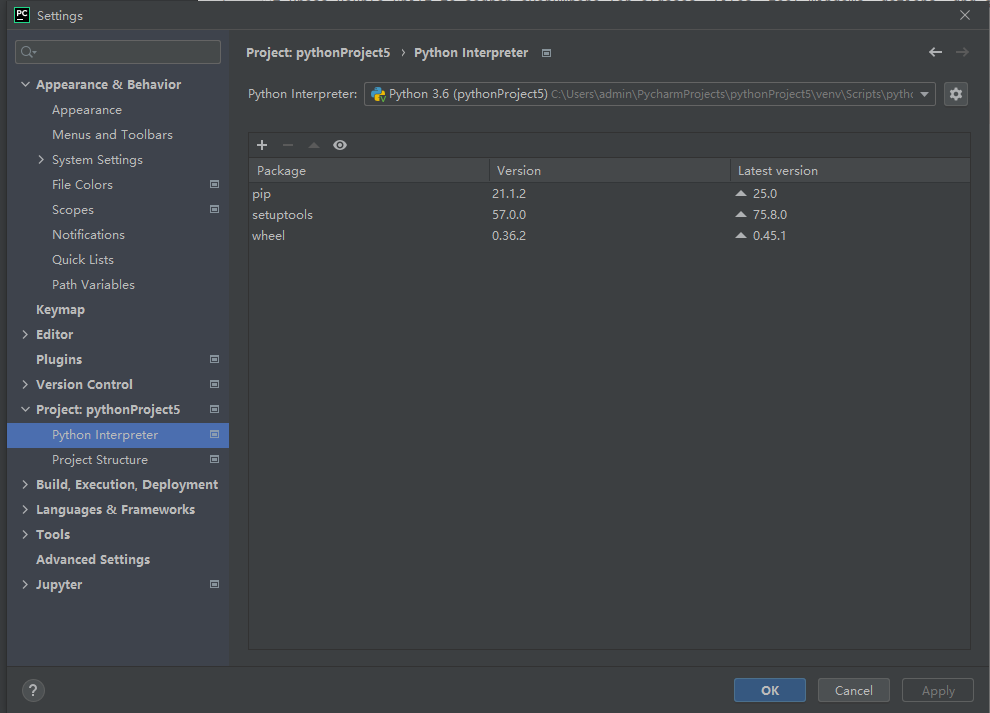 PC Settings
Project: pythonProject5 › Python Interpreter
Appearance & Behavior
Appearance
Menus and Toolbars
System Settings
File Colors
Scopes
Notifications
Quick Lists
Path Variables
Keymap
Editor
Plugins
Version Control
Project: pythonProject5
Python Interpreter
Project Structure
Build, Execution, Deployment
Languages & Frameworks
Tools
Advanced Settings
Jupyter
Python Interpreter: Python 3.6 (pythonProject5) C:\Users\admin\PycharmProjects\pythonProject5\venv\Scripts\pythc
Package Version Latest version
pip 21.1.2 25.0
setuptools 57.0.0 75.8.0
wheel 0.36.2 0.45.1
? OK Cancel Apply